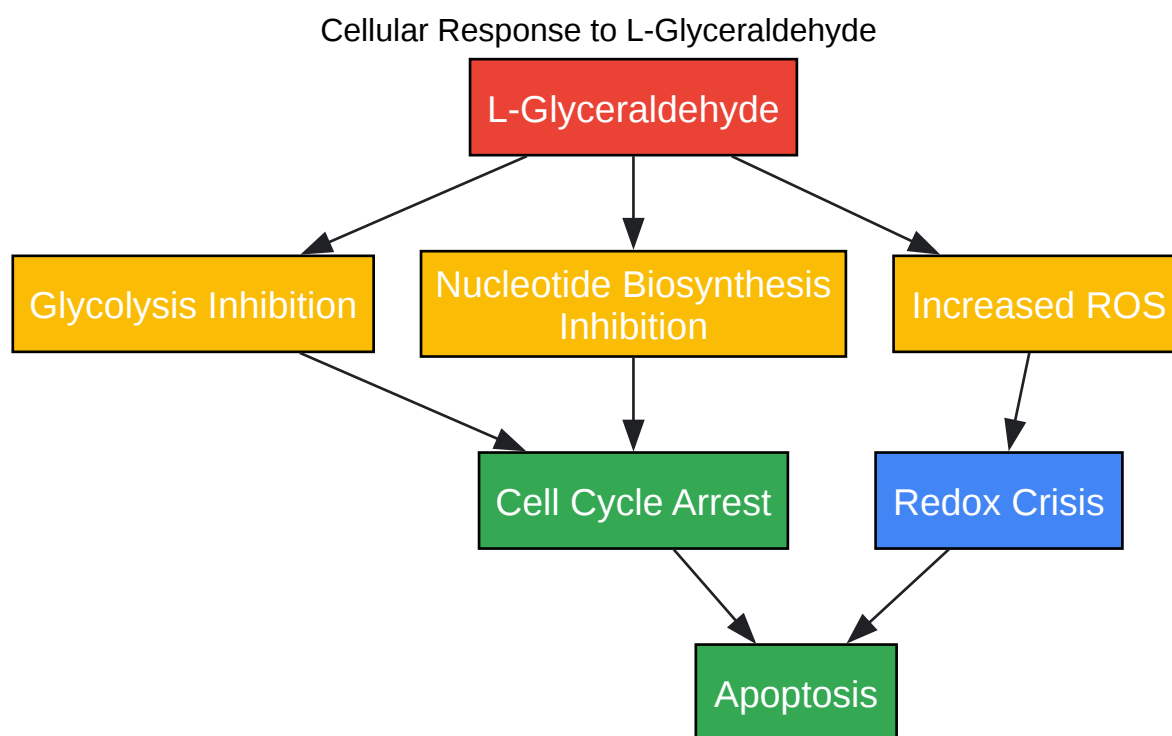 Cellular Response to L-Glyceraldehyde
L-Glyceraldehyde
Glycolysis Inhibition
Nucleotide Biosynthesis
Inhibition
Increased ROS
Cell Cycle Arrest
Redox Crisis
Apoptosis